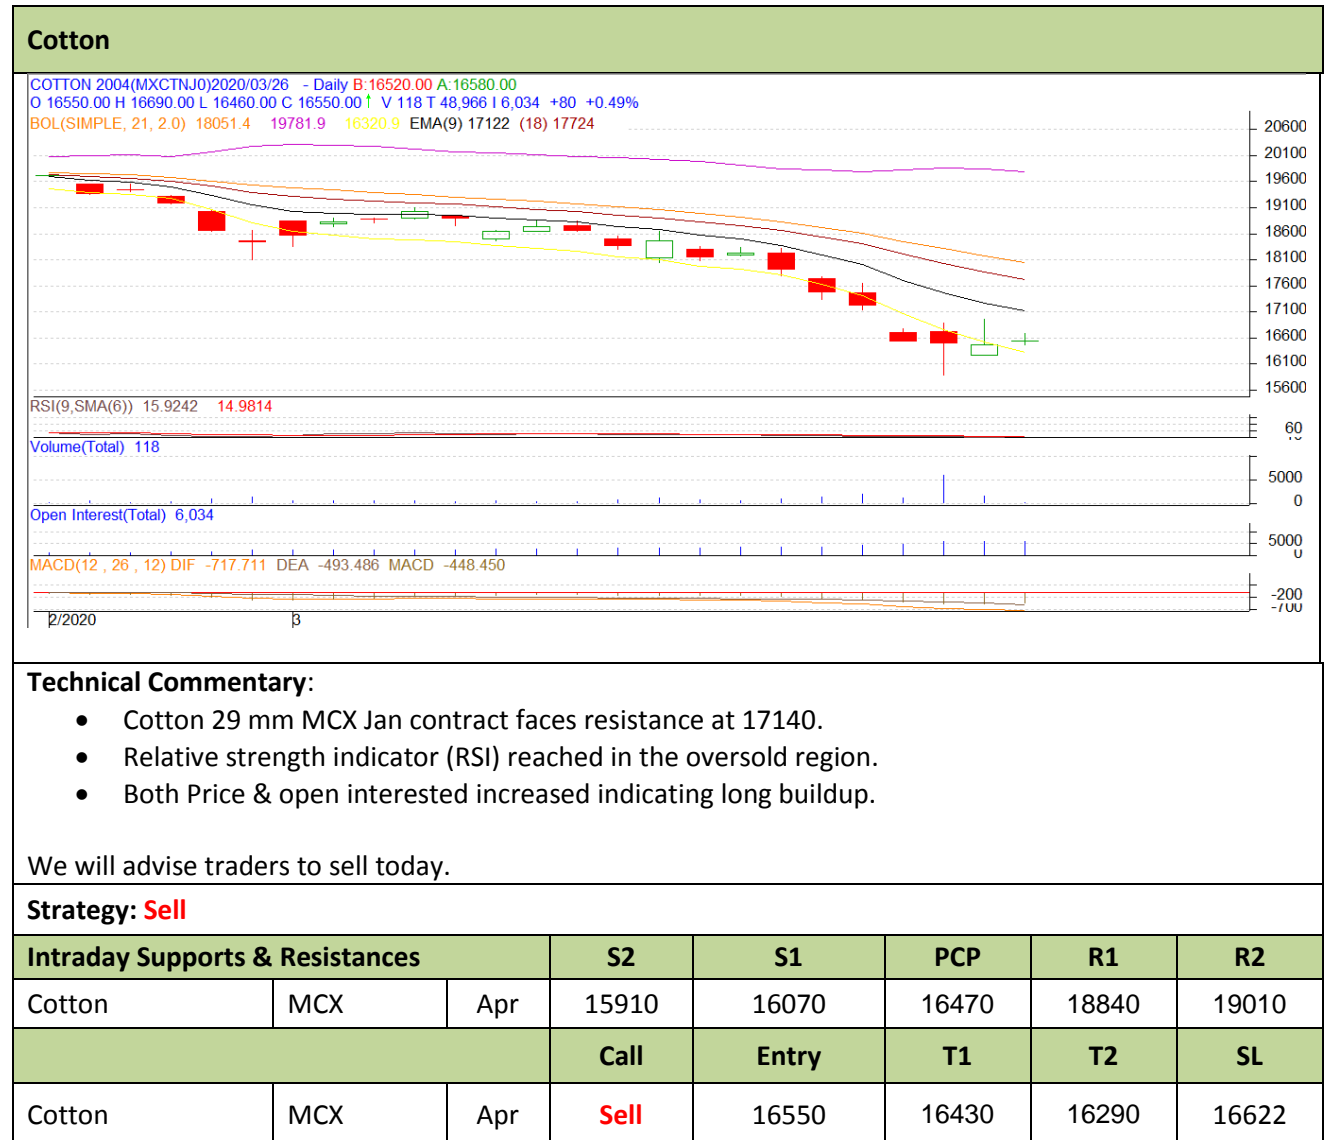 Cotton
COTTON 2004(MXCTNJ0)2020/03/26 - Daily B:16520.00 A:16580.00
O 16550.00 H 16690.00 L 16460.00 C 16550.00↑ V 118 T 48,966 I 6,034 +80 +0.49%
BOL(SIMPLE, 21, 2.0) 18051.4 19781.9 16320.9 EMA(9) 17122 (18) 17724
20600
20100
19600
19100
18600
18100
17600
17100
16600
16100
15600
RSI(9,SMA(6)) 15.9242 14.9814
60
Volume(Total) 118
5000
0
Open Interest(Total) 6,034
5000
0
MACD(12 , 26 , 12) DIF -717.711 DEA -493.486 MACD -448.450
-200
-700
2/2020 3
Technical Commentary:
• Cotton 29 mm MCX Jan contract faces resistance at 17140.
• Relative strength indicator (RSI) reached in the oversold region.
• Both Price & open interested increased indicating long buildup.
We will advise traders to sell today.
Strategy: Sell
Intraday Supports & Resistances S2 S1 PCP R1 R2
Cotton MCX Apr 15910 16070 16470 18840 19010
Call Entry T1 T2 SL
Cotton MCX Apr Sell 16550 16430 16290 16622